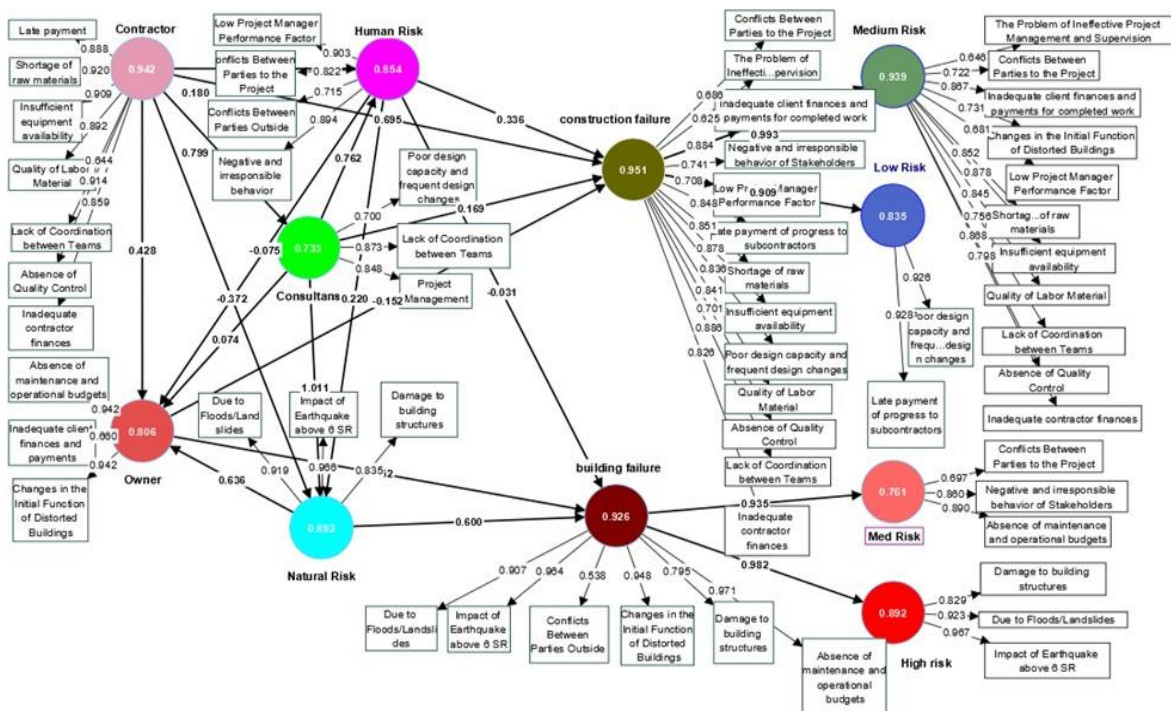 Late payment
Contractor
0.942
0.888
Shortage of
raw materials
0.920
0.909
Insufficient
equipment
availability
0.892
0.644
Quality of Labor
Material
0.914
0.859
Lack of Coordination
between Teams
Absence of
Quality Control
Inadequate
contractor
finances
Low Project Manager
Performance Factor
Human Risk
0.854
0.903
Conflicts Between
Parties to the
Project
0.822
0.715
Conflicts Between
Parties Outside
0.894
Negative and
irresponsible
behavior
0.180
0.695
0.336
0.799
0.762
0.428
-0.075
-0.372
0.074
0.220
0.169
-0.152
-0.031
1.011
Poor design
capacity and
frequent design
changes
0.700
0.733
Consultans
0.873
Lack of Coordination
between Teams
0.848
Project
Management
Absence of
maintenance and
operational budgets
0.942
0.806
Owner
Inadequate client
finances and
payments
0.660
0.942
Changes in the
Initial Function
of Distorted
Buildings
0.636
Due to
Floods/Land
slides
0.919
Impact of
Earthquake
above 6 SR
0.966
Damage to
building
structures
0.835
0.600
Natural Risk
construction failure
0.951
Conflicts
Between Parties
to the Project
0.686
The Problem of
Ineffecti...pervision
0.625
Inadequate client finances and
payments for completed work
0.884
0.993
Negative and irresponsible
behavior of Stakeholders
0.741
0.708
Low Project Manager
Performance Factor
0.909
0.848
Late payment of progress to
subcontractors
0.851
Shortage of raw
materials
0.878
0.836
Insufficient equipment
availability
0.841
Poor design capacity and
frequent design changes
0.701
0.886
Quality of Labor
Material
0.826
Absence of Quality
Control
Lack of Coordination
between Teams
Inadequate
contractor
finances
Medium Risk
0.939
The Problem of Ineffective Project
Management and Supervision
0.646
0.722
Conflicts Between
Parties to the Project
0.867
Inadequate client finances and
payments for completed work
0.731
0.681
Changes in the Initial Function
of Distorted Buildings
0.852
Low Project Manager
Performance Factor
0.878
0.845
Shortag...of raw
materials
0.868
Insufficient equipment
availability
0.798
Quality of Labor Material
Lack of Coordination
between Teams
Absence of Quality
Control
Inadequate contractor finances
Low Risk
0.835
0.926
0.928
Poor design
capacity and
frequ...desig
n changes
Late payment
of progress to
subcontractors
building failure
0.926
0.935
0.982
0.907
0.964
0.538
0.948
0.795
0.971
Due to
Floods/Landsli
des
Impact of
Earthquake
above 6 SR
Conflicts
Between
Parties Outside
Changes in the
Initial Function
of Distorted
Buildings
Damage to
building
structures
Absence of
maintenance and
operational
budgets
0.761
Med Risk
Conflicts Between
Parties to the Project
0.697
Negative and irresponsible
behavior of Stakeholders
0.860
0.890
Absence of maintenance
and operational budgets
0.892
High risk
Damage to building
structures
0.829
Due to Floods/Landslides
0.923
0.967
Impact of Earthquake
above 6 SR